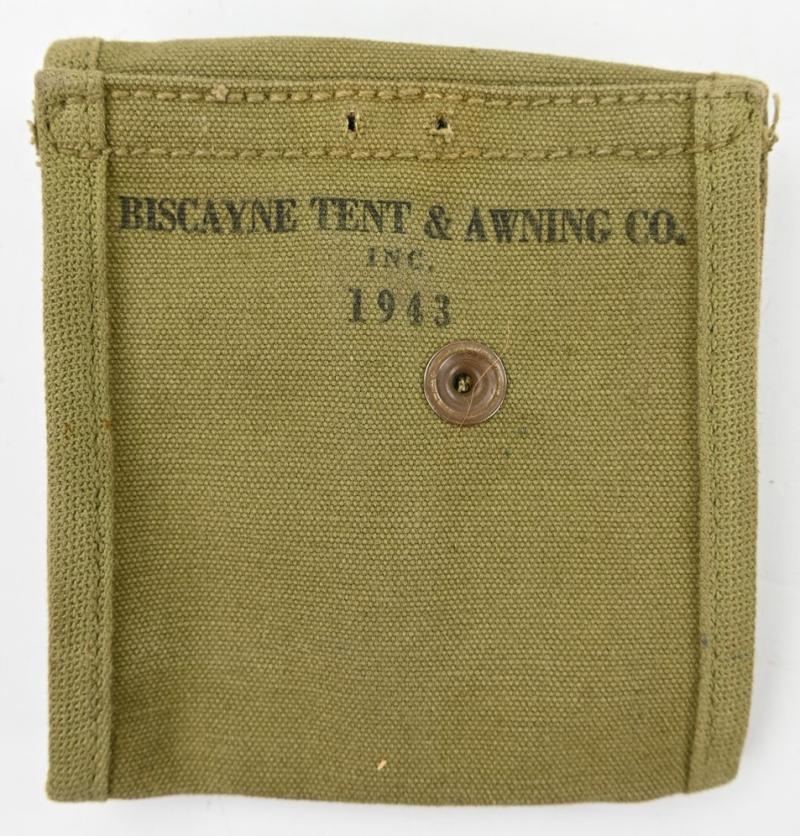 BISCAYNE TENT & AWNING CO.
INC.
1943